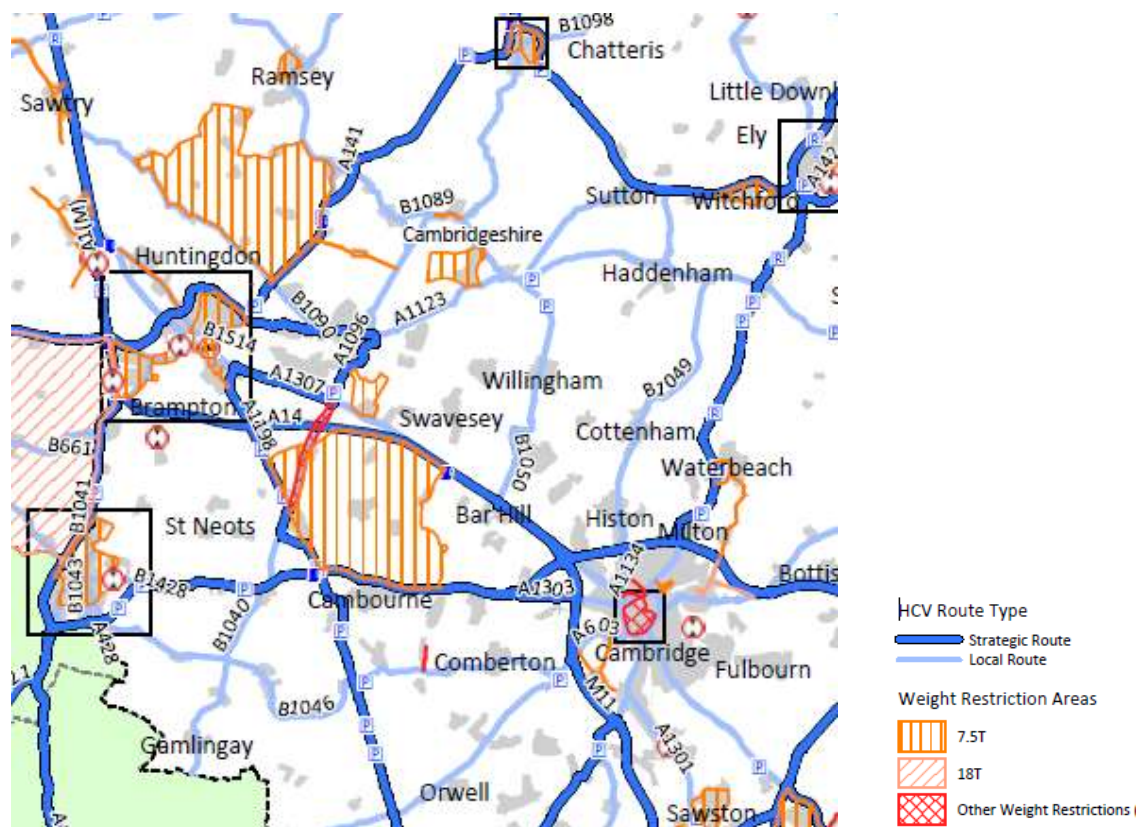 B1098
Chatteris
Ramsey
Sawtry
Little Downh
Ely
A141
A142
B1089
Sutton
Witchford
A1(M)
Cambridgeshire
Huntingdon
Haddenham
B1090
A1096
A1123
B1514
A1307
Willingham
B1049
Brampton
A14
Swavesey
A1198
Cottenham
B661
B1050
Waterbeach
B1041
St Neots
Bar Hill
Histon
Milton
A1134
B1043
B1428
Cambourne
A1303
Bottis
HCV Route Type
Strategic Route
Local Route
A428
B1040
A603
Cambridge
Comberton
Fulbourn
M11
B1046
A1301
Gamlingay
Orwell
Sawston
Weight Restriction Areas
7.5T
18T
Other Weight Restrictions